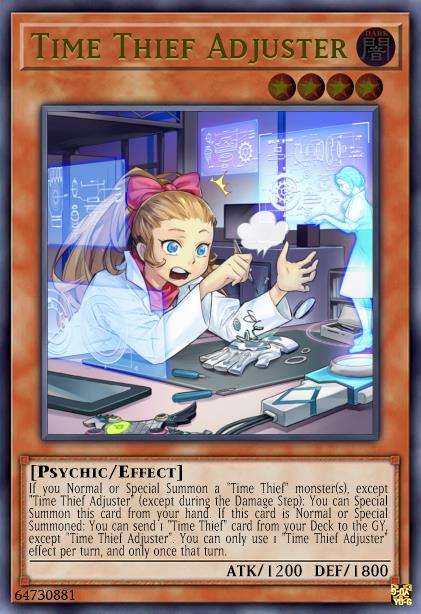 Time Thief Adjuster
DARK
闇
[Psychic/Effect]
If you Normal or Special Summon a "Time Thief" monster(s), except
"Time Thief Adjuster" (except during the Damage Step): You can Special
Summon this card from your hand. If this card is Normal or Special
Summoned: You can send 1 "Time Thief" card from your Deck to the GY,
except "Time Thief Adjuster". You can only use 1 "Time Thief Adjuster"
effect per turn, and only once that turn.
ATK/1200 DEF/1800
64730881